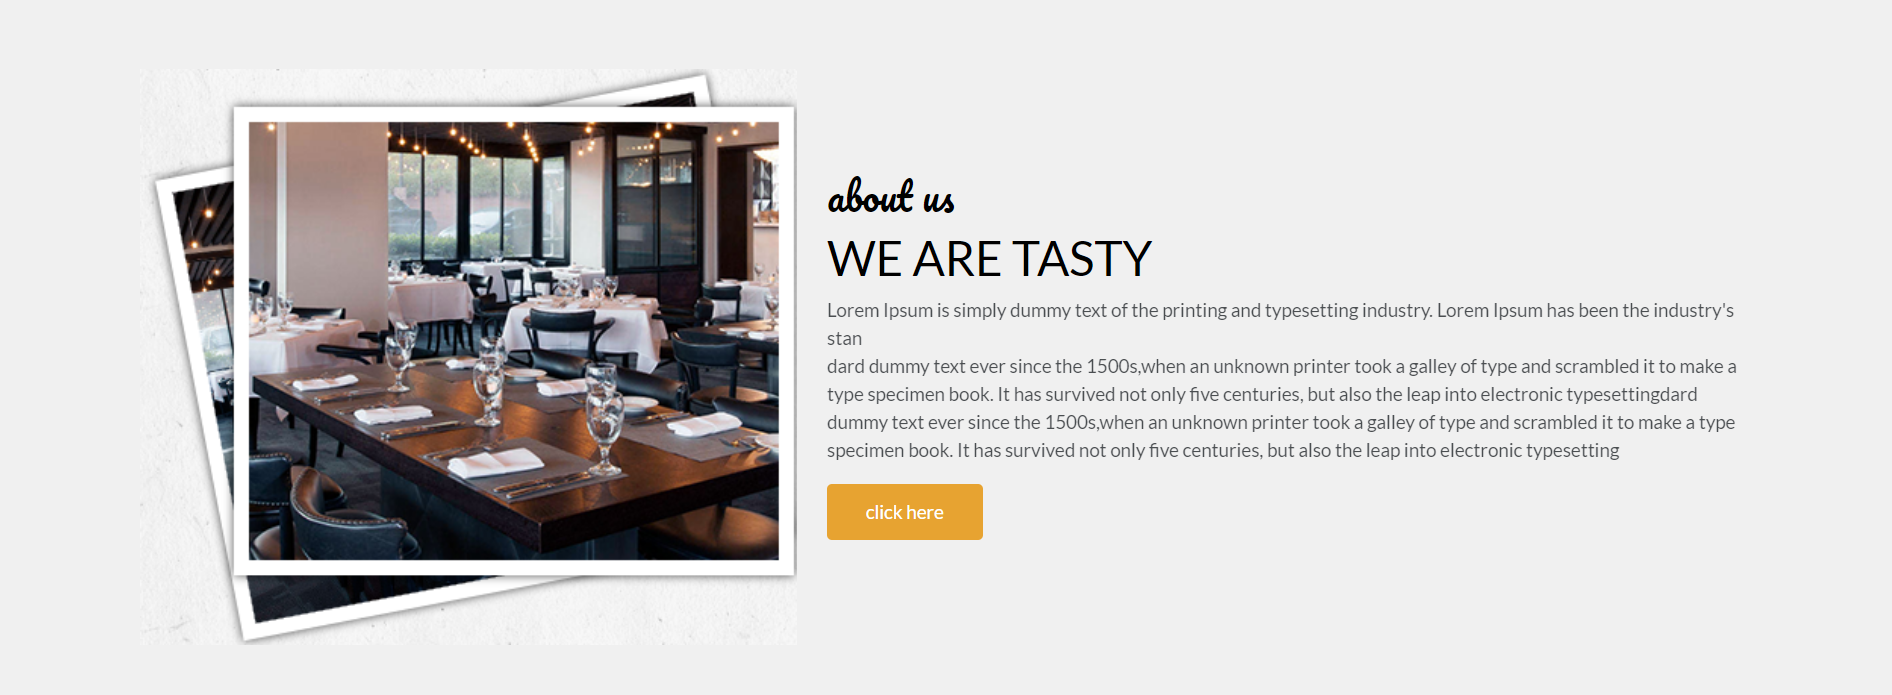 about us
WE ARE TASTY
Lorem Ipsum is simply dummy text of the printing and typesetting industry. Lorem Ipsum has been the industry's
stan
dard dummy text ever since the 1500s,when an unknown printer took a galley of type and scrambled it to make a
type specimen book. It has survived not only five centuries, but also the leap into electronic typesettingdard
dummy text ever since the 1500s,when an unknown printer took a galley of type and scrambled it to make a type
specimen book. It has survived not only five centuries, but also the leap into electronic typesetting
click here